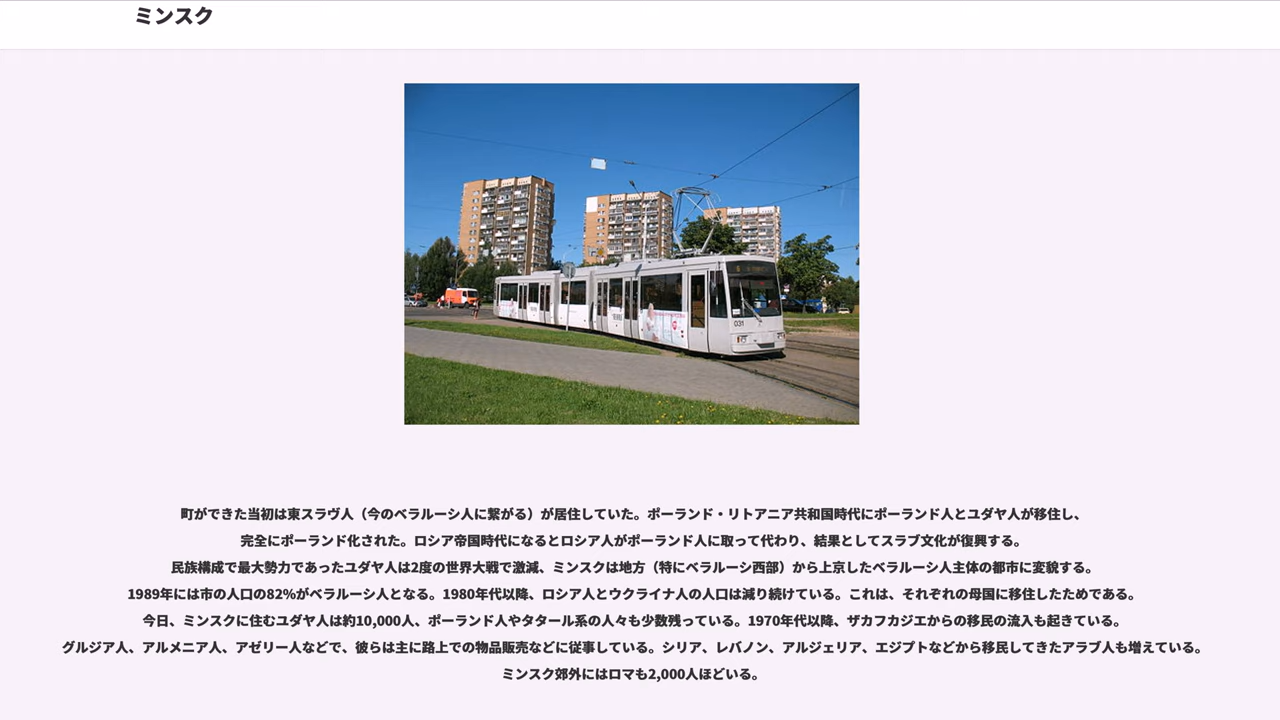 ミンスク
031
町ができた当初は東スラヴ人（今のベラルーシ人に繋がる）が居住していた。ポーランド・リトアニア共和国時代にポーランド人とユダヤ人が移住し、
完全にポーランド化された。ロシア帝国時代になるとロシア人がポーランド人に取って代わり、結果としてスラブ文化が復興する。
民族構成で最大勢力であったユダヤ人は2度の世界大戦で激減、ミンスクは地方（特にベラルーシ西部）から上京したベラルーシ人主体の都市に変貌する。
1989年には市の人口の82%がベラルーシ人となる。1980年代以降、ロシア人とウクライナ人の人口は減り続けている。これは、それぞれの母国に移住したためである。
今日、ミンスクに住むユダヤ人は約10,000人、ポーランド人やタタール系の人々も少数残っている。1970年代以降、ザカフカジエからの移民の流入も起きている。
グルジア人、アルメニア人、アゼリー人などで、彼らは主に路上での物品販売などに従事している。シリア、レバノン、アルジェリア、エジプトなどから移民してきたアラブ人も増えている。
ミンスク郊外にはロマも2,000人ほどいる。